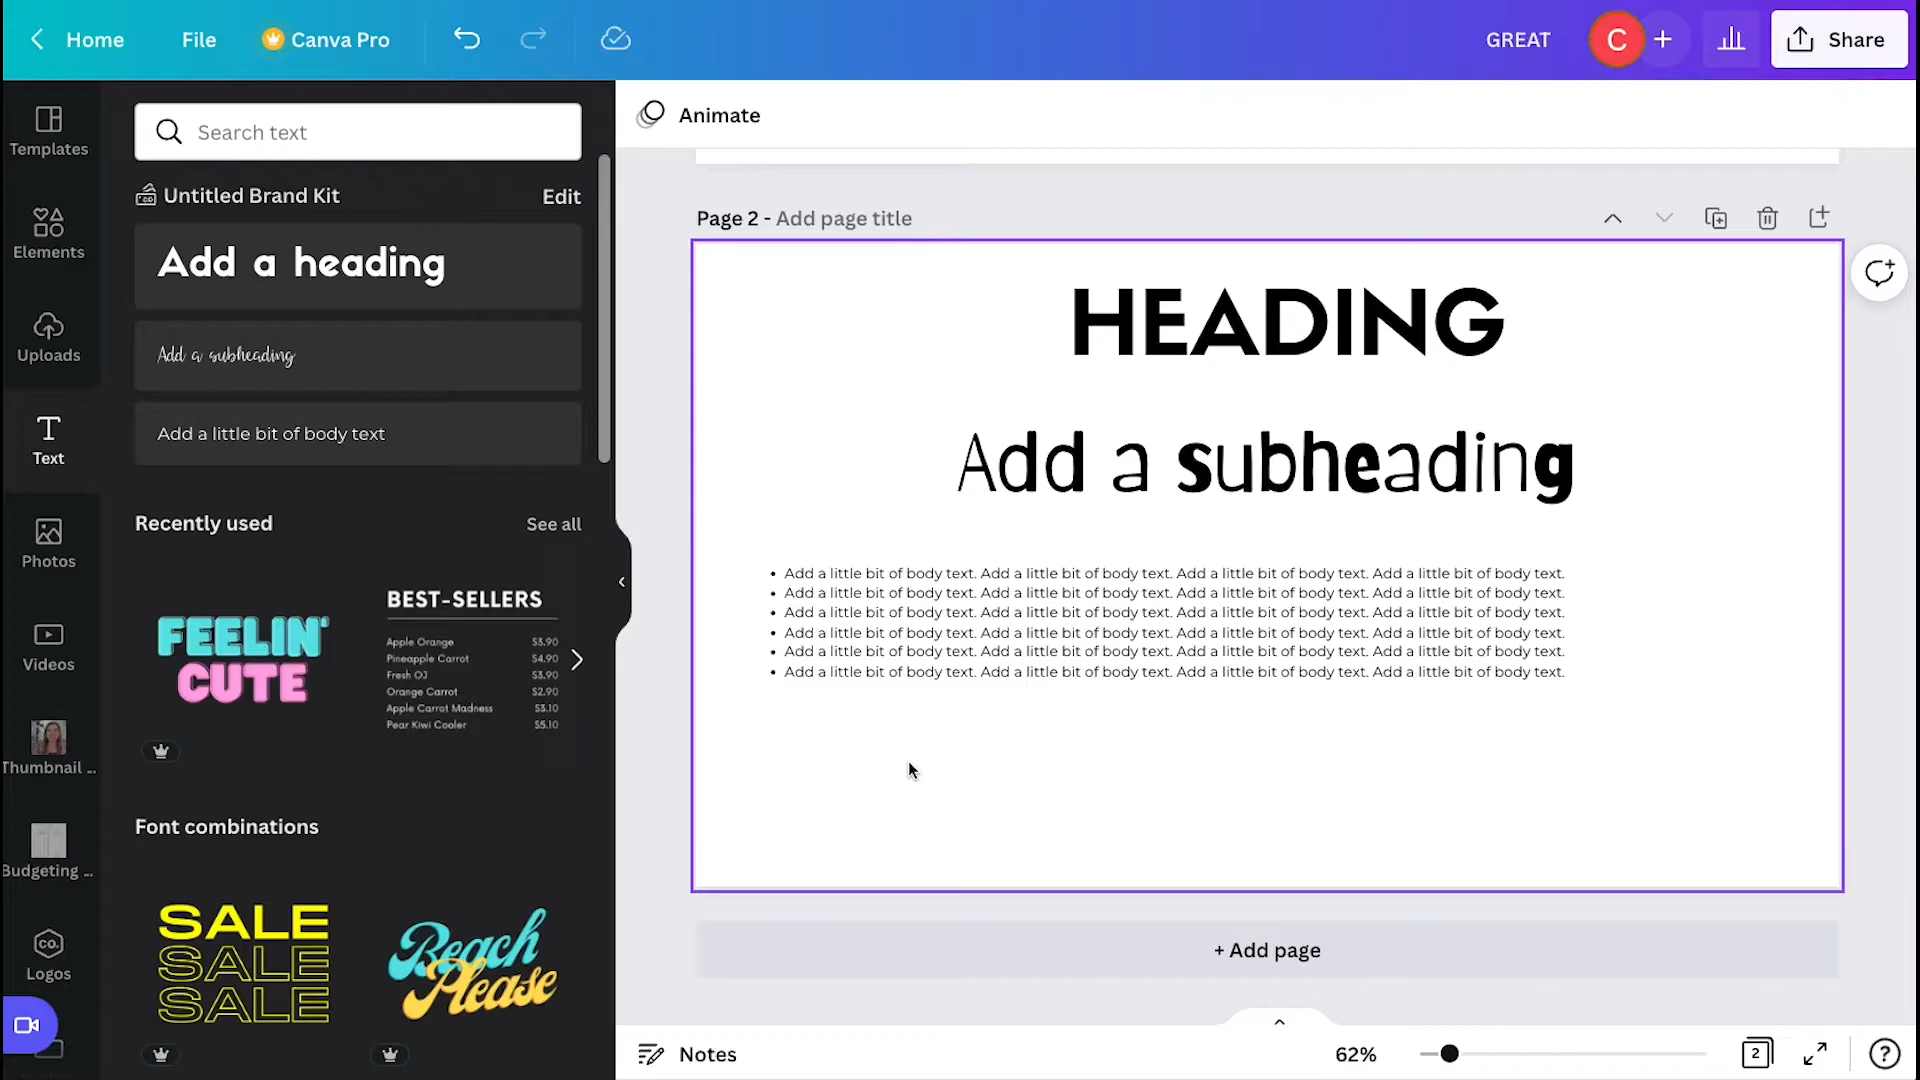 Home
File
Canva Pro
GREAT
C
Share
Templates
Elements
Uploads
Text
Photos
Videos
Thumbnail ...
Budgeting ...
co.
Logos
Search text
Untitled Brand Kit
Edit
Add a heading
Add a subheading
Add a little bit of body text
Recently used
See all
FEELIN'
CUTE
BEST-SELLERS
Apple Orange $3.90
Pineapple Carrot $4.90
Fresh OJ $3.90
Orange Carrot $2.90
Apple Carrot Madness $3.10
Pear Kiwi Cooler $5.10
Font combinations
SALE
SALE
SALE
Beach
Please
Animate
Page 2 - Add page title
HEADING
Add a subheading
• Add a little bit of body text. Add a little bit of body text. Add a little bit of body text. Add a little bit of body text.
• Add a little bit of body text. Add a little bit of body text. Add a little bit of body text. Add a little bit of body text.
• Add a little bit of body text. Add a little bit of body text. Add a little bit of body text. Add a little bit of body text.
• Add a little bit of body text. Add a little bit of body text. Add a little bit of body text. Add a little bit of body text.
• Add a little bit of body text. Add a little bit of body text. Add a little bit of body text. Add a little bit of body text.
• Add a little bit of body text. Add a little bit of body text. Add a little bit of body text. Add a little bit of body text.
+ Add page
Notes
62%
2
?